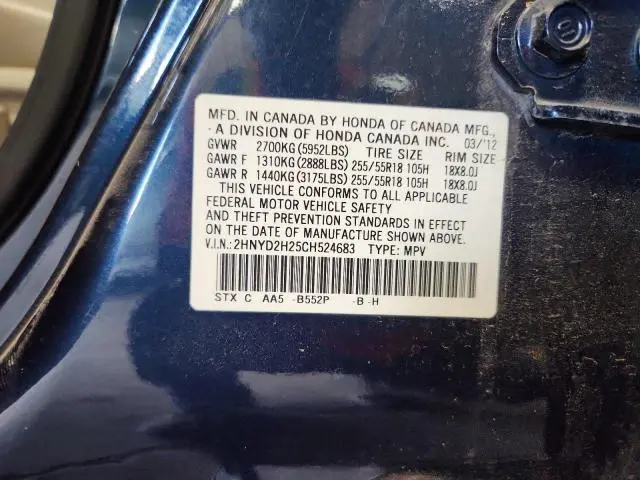 MFD. IN CANADA BY HONDA OF CANADA MFG.,
- A DIVISION OF HONDA CANADA INC. 03/'12
GVWR 2700KG(5952LBS) TIRE SIZE RIM SIZE
GAWR F 1310KG(2888LBS) 255/55R18 105H 18X8.0J
GAWR R 1440KG(3175LBS) 255/55R18 105H 18X8.0J
THIS VEHICLE CONFORMS TO ALL APPLICABLE
FEDERAL MOTOR VEHICLE SAFETY
AND THEFT PREVENTION STANDARDS IN EFFECT
ON THE DATE OF MANUFACTURE SHOWN ABOVE.
V.I.N.:2HNYD2H25CH524683 TYPE: MPV
STX C AA5 -B552P -B -H